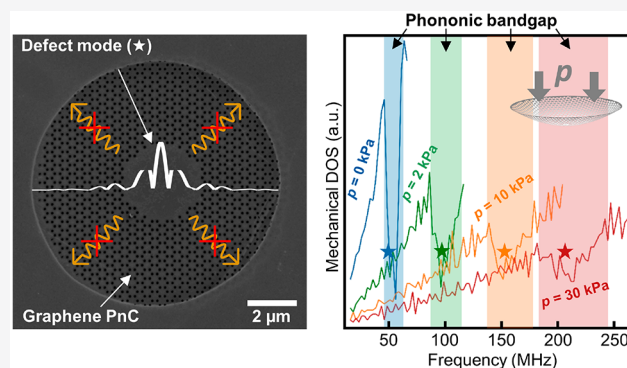 Defect mode (★)
Graphene PnC
2 μm
Phononic bandgap
p
p = 0 kPa
p = 2 kPa
p = 10 kPa
p = 30 kPa
Mechanical DOS (a.u.)
50 100 150 200 250
Frequency (MHz)